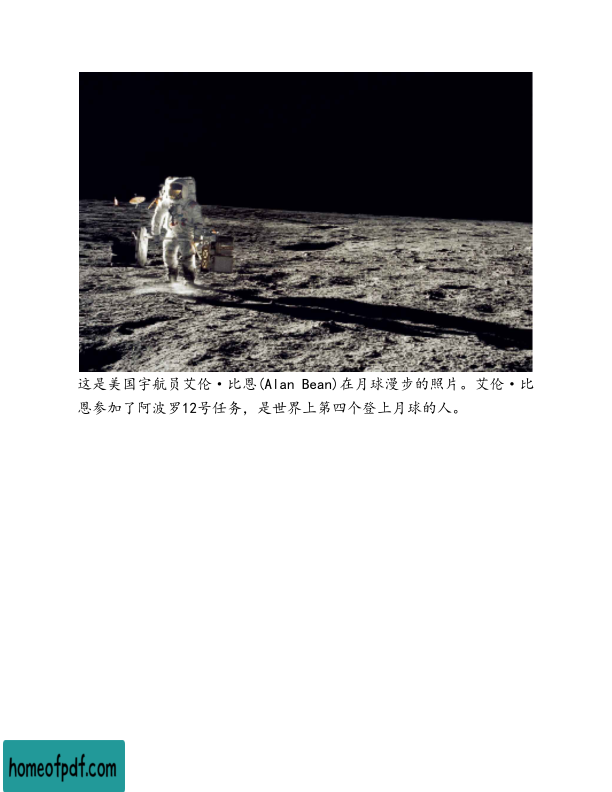 这是美国宇航员艾伦·比恩(Alan Bean)在月球漫步的照片。艾伦·比
恩参加了阿波罗12号任务，是世界上第四个登上月球的人。
homeofpdf.com